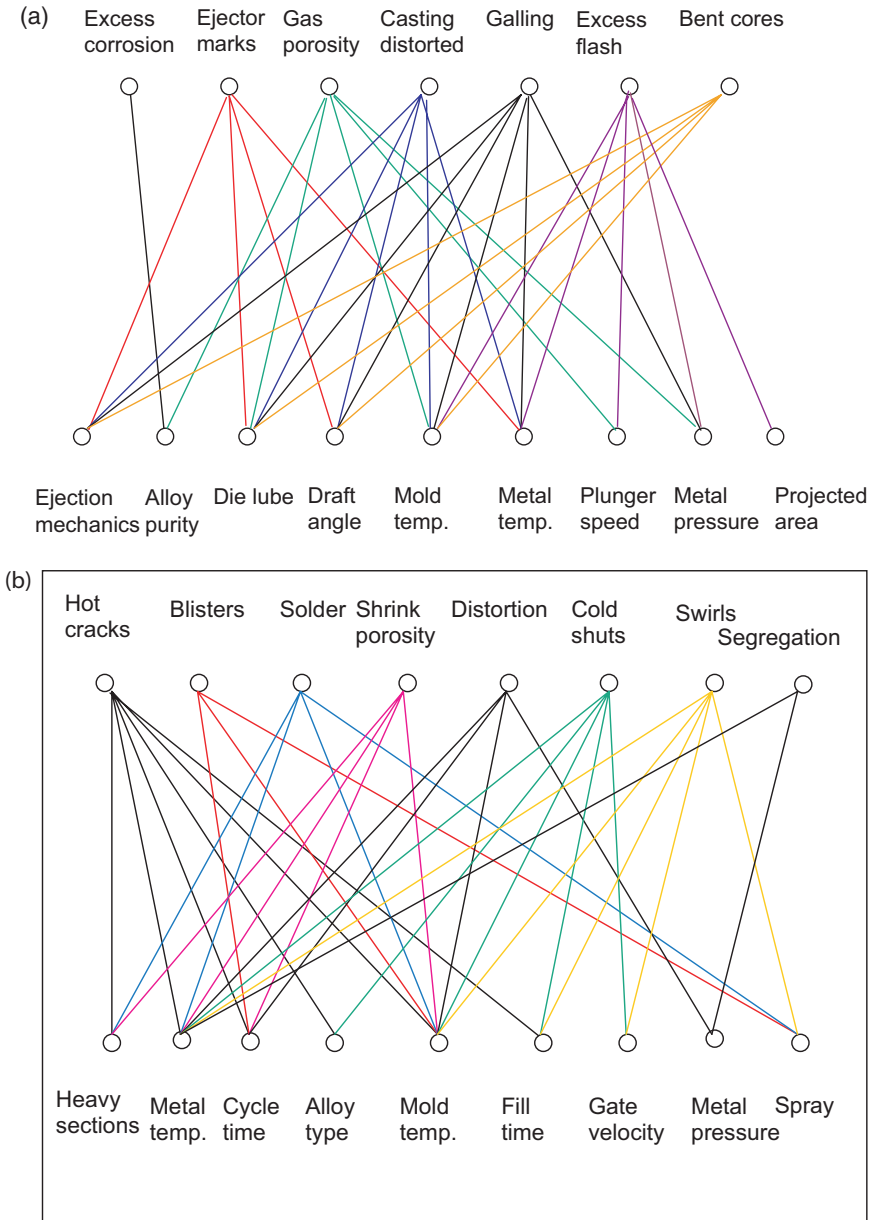 (a)
Excess
corrosion
Ejector
marks
Gas
porosity
Casting
distorted
Galling
Excess
flash
Bent cores
Ejection
mechanics
Alloy
purity
Die lube
Draft
angle
Mold
temp.
Metal
temp.
Plunger
speed
Metal
pressure
Projected
area
(b)
Hot
cracks
Blisters
Solder
Shrink
porosity
Distortion
Cold
shuts
Swirls
Segregation
Heavy
sections
Metal
temp.
Cycle
time
Alloy
type
Mold
temp.
Fill
time
Gate
velocity
Metal
pressure
Spray